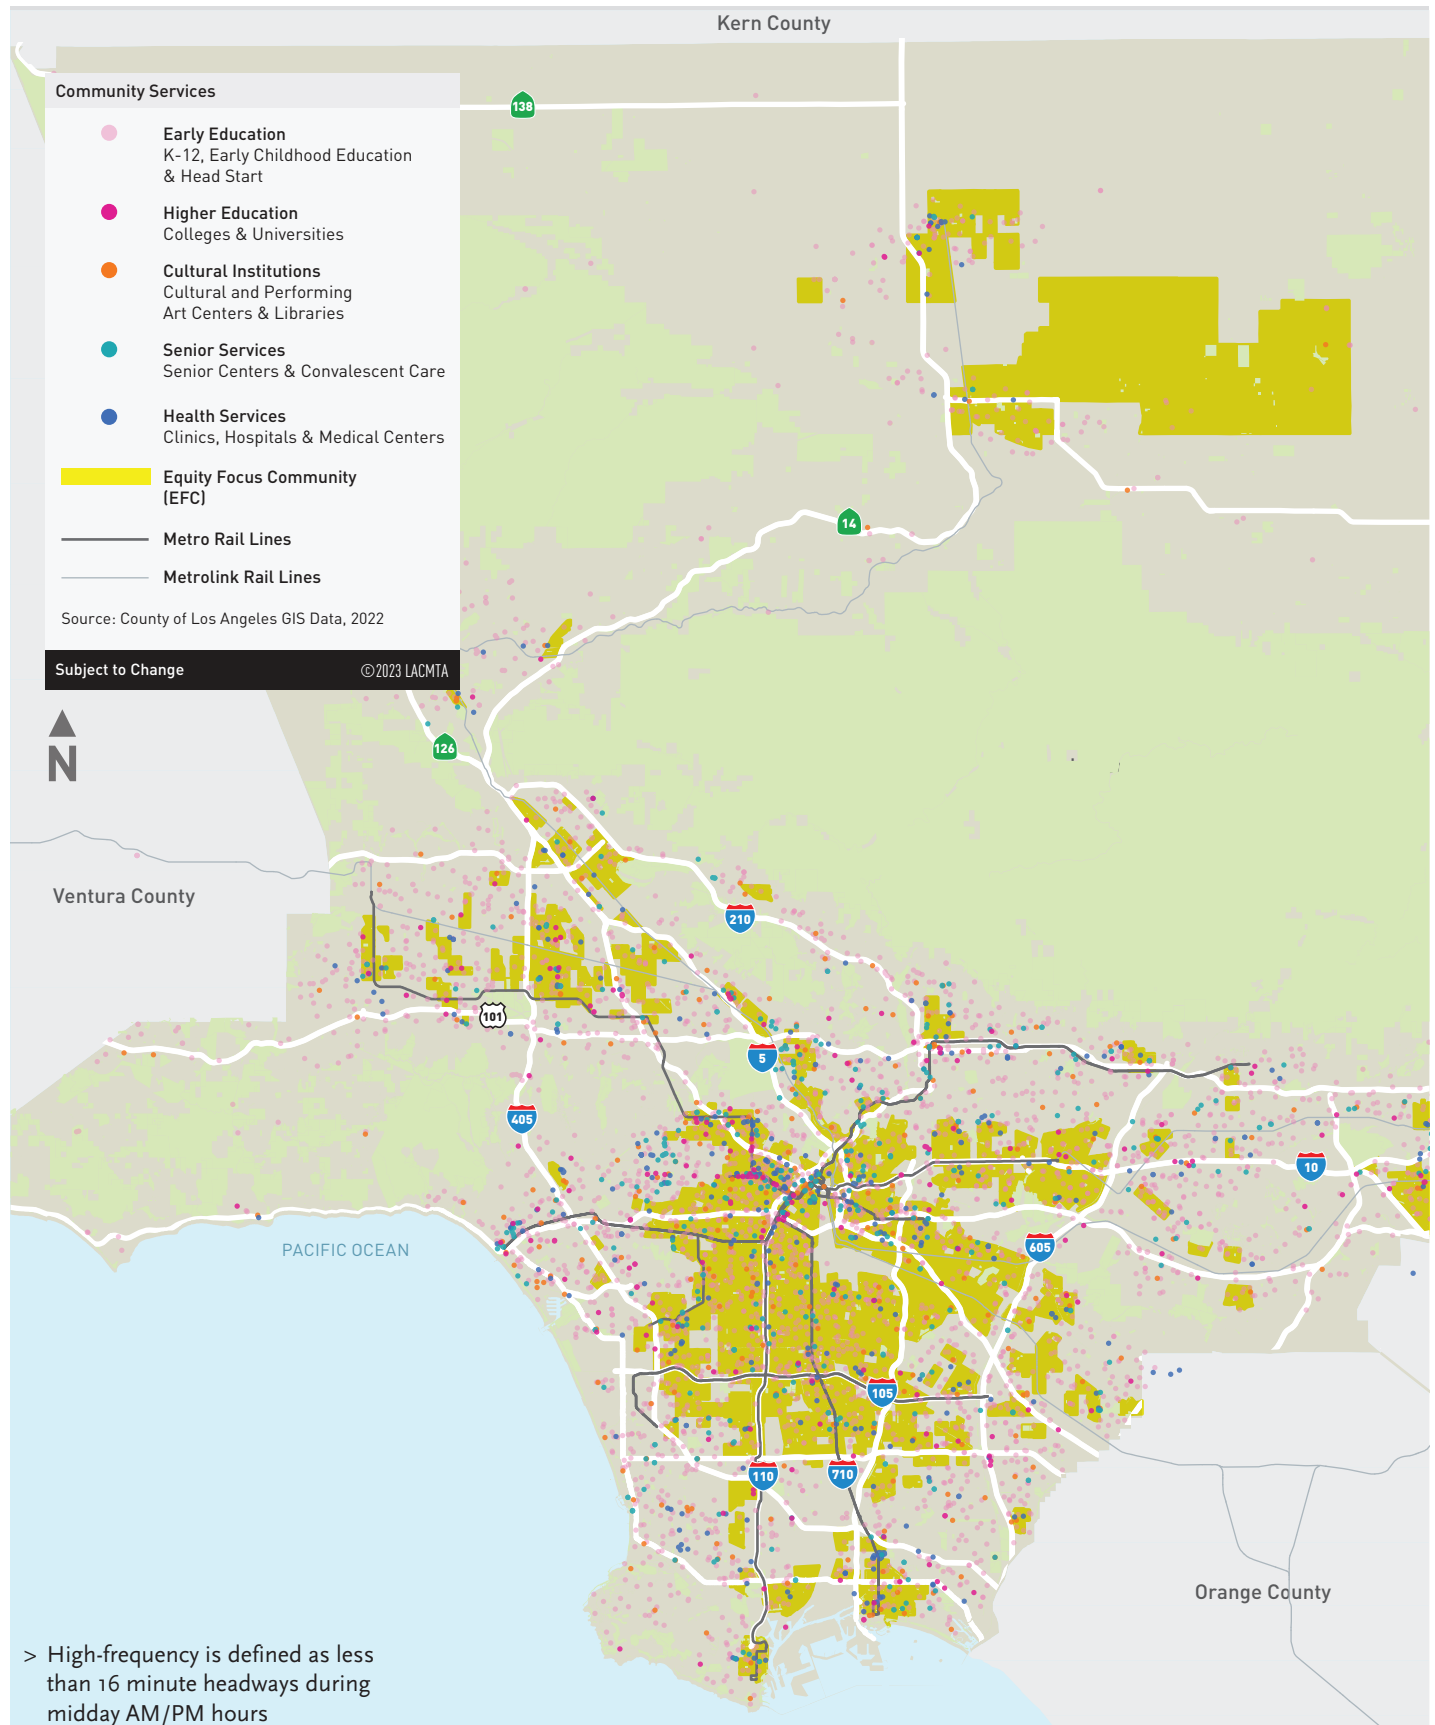 Kern County
Community Services
Early Education
K-12, Early Childhood Education
& Head Start
Higher Education
Colleges & Universities
Cultural Institutions
Cultural and Performing
Art Centers & Libraries
Senior Services
Senior Centers & Convalescent Care
Health Services
Clinics, Hospitals & Medical Centers
Equity Focus Community
(EFC)
Metro Rail Lines
Metrolink Rail Lines
Source: County of Los Angeles GIS Data, 2022
Subject to Change ©2023 LACMTA
138
14
N
126
Ventura County
210
101
5
405
10
PACIFIC OCEAN
605
105
110
710
Orange County
> High-frequency is defined as less
than 16 minute headways during
midday AM/PM hours